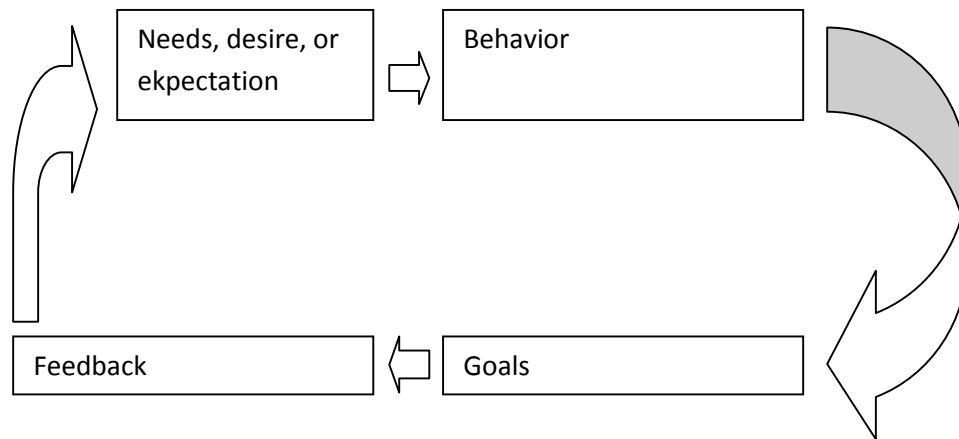 Needs, desire, or
ekpectation
Behavior
Feedback
Goals